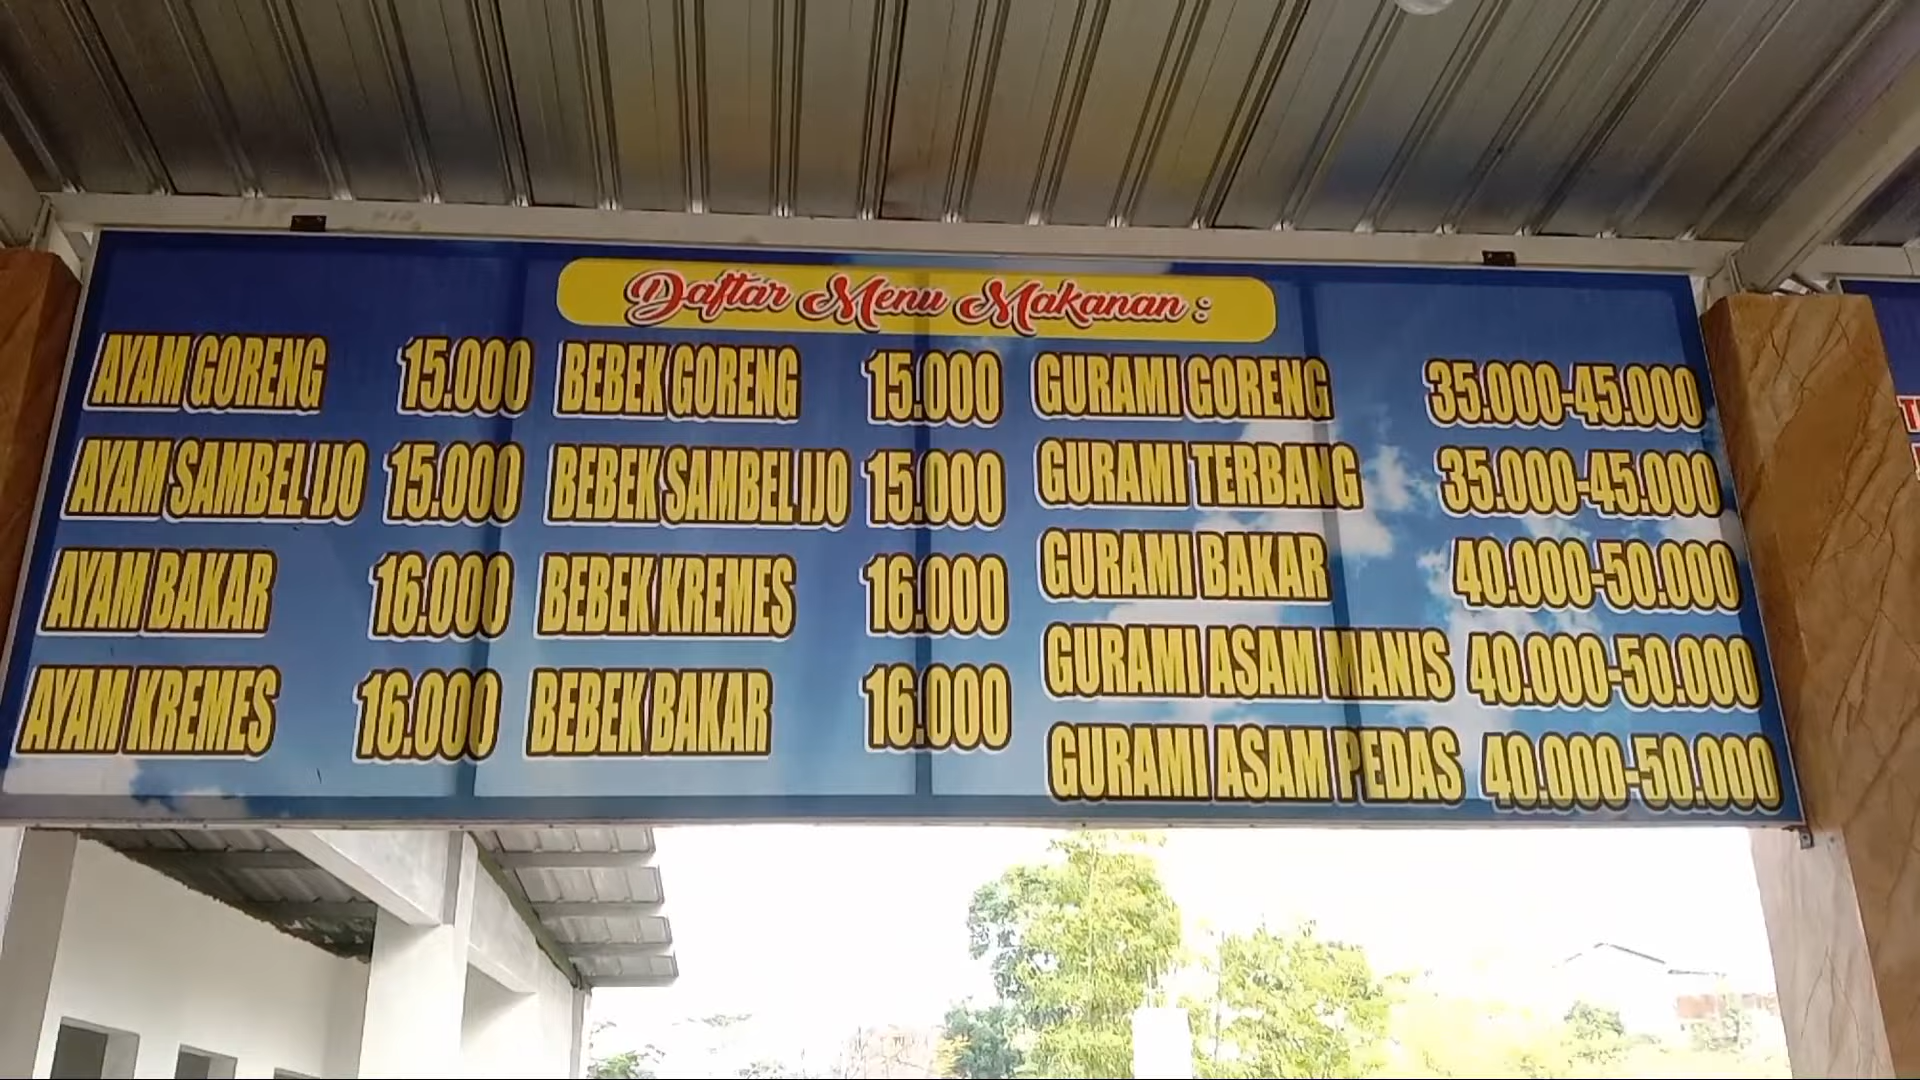 Daftar Menu Makanan :
AYAM GORENG 15.000
AYAM SAMBEL IJO 15.000
AYAM BAKAR 16.000
AYAM KREMES 16.000
BEBEK GORENG 15.000
BEBEK SAMBEL IJO 15.000
BEBEK KREMES 16.000
BEBEK BAKAR 16.000
GURAMI GORENG 35.000-45.000
GURAMI TERBANG 35.000-45.000
GURAMI BAKAR 40.000-50.000
GURAMI ASAM MANIS 40.000-50.000
GURAMI ASAM PEDAS 40.000-50.000